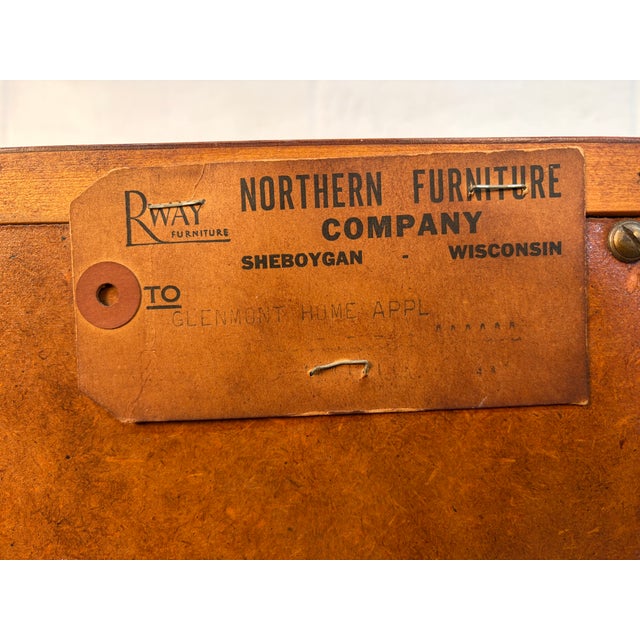 RWAY
FURNITURE
NORTHERN FURNITURE
COMPANY
SHEBOYGAN - WISCONSIN
TO
GLENMONT HOME APPL